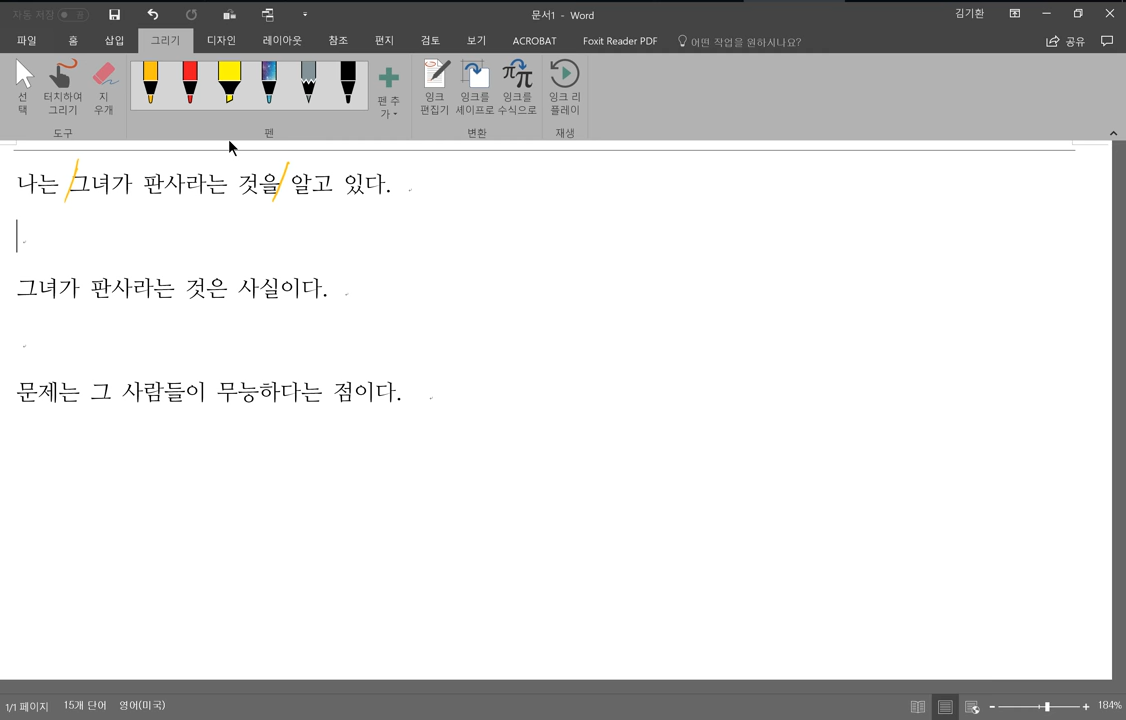 자동 저장 끔 문서1 - Word 김기환
파일 홈 삽입 그리기 디자인 레이아웃 참조 편지 검토 보기 ACROBAT Foxit Reader PDF 어떤 작업을 원하시나요? 공유
선택 터치하여 그리기 지우개 펜 추가 잉크 편집기 잉크를 셰이프로 잉크를 수식으로 잉크 리플레이
도구 펜 변환 재생
나는 그녀가 판사라는 것을 알고 있다.
그녀가 판사라는 것은 사실이다.
문제는 그 사람들이 무능하다는 점이다.
1/1 페이지 15개 단어 영어(미국) 184%